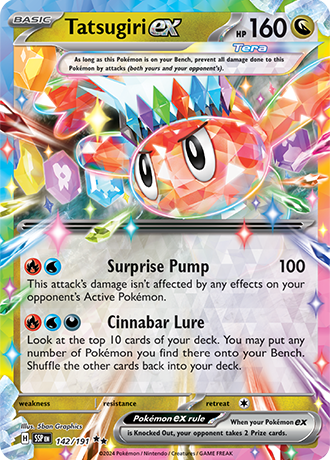 BASIC
Tatsugiri ex
HP 160
Tera
As long as this Pokémon is on your Bench, prevent all damage done to this
Pokémon by attacks (both yours and your opponent's).
Surprise Pump 100
This attack's damage isn't affected by any effects on your
opponent's Active Pokémon.
Cinnabar Lure
Look at the top 10 cards of your deck. You may put any
number of Pokémon you find there onto your Bench.
Shuffle the other cards back into your deck.
weakness resistance retreat
Illus. 5ban Graphics
Pokémon ex rule
When your Pokémon ex
is Knocked Out, your opponent takes 2 Prize cards.
H SSP EN 142/191
©2024 Pokémon / Nintendo / Creatures / GAME FREAK